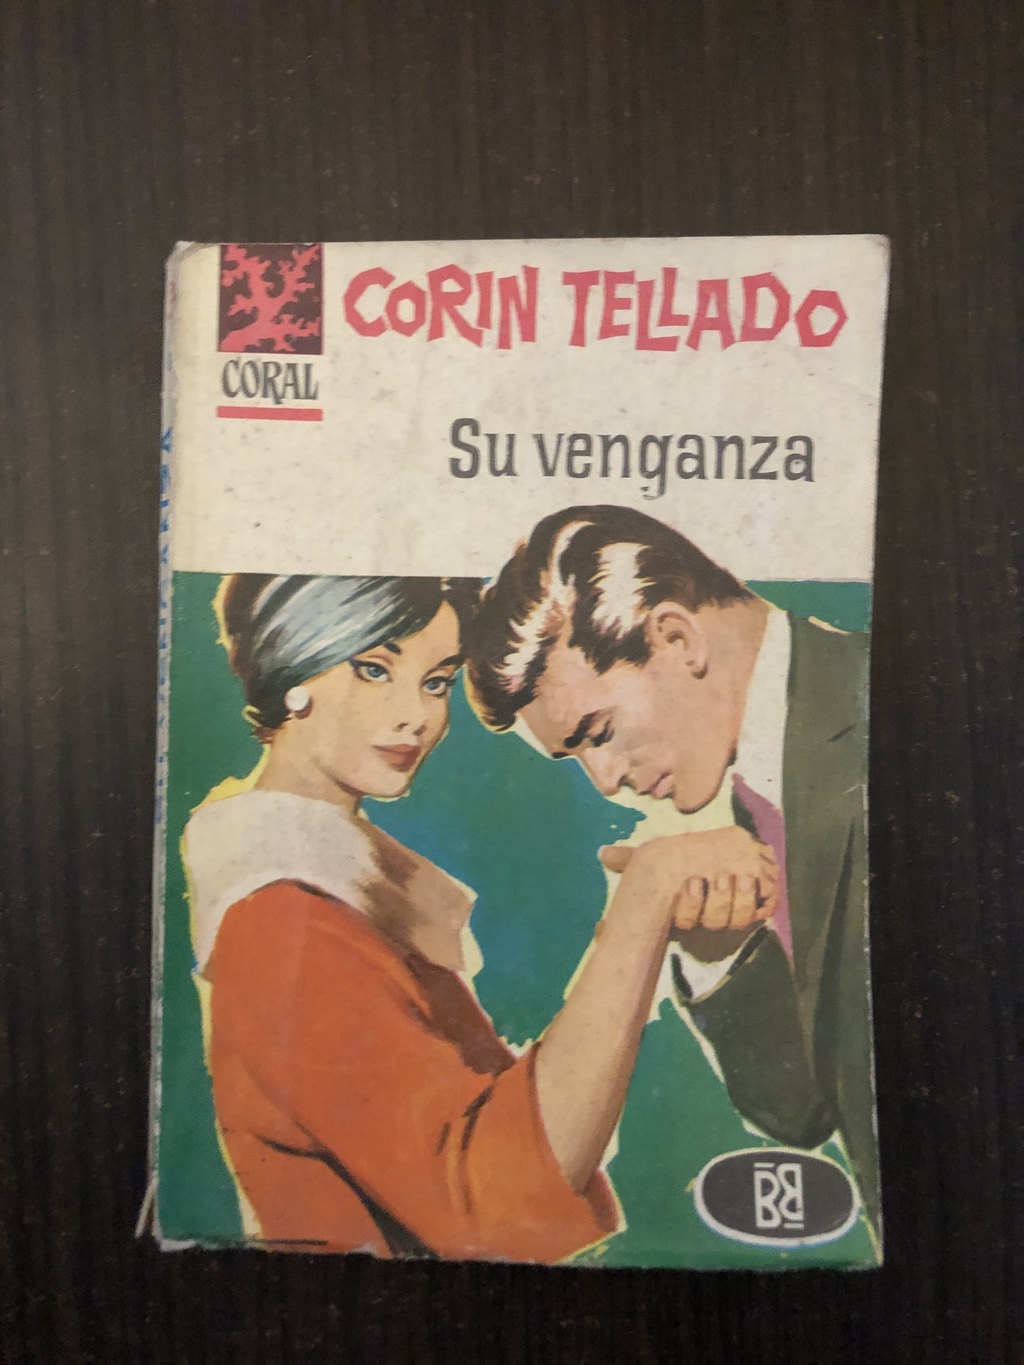 CORIN TELLADO
CORAL
Su venganza
BB